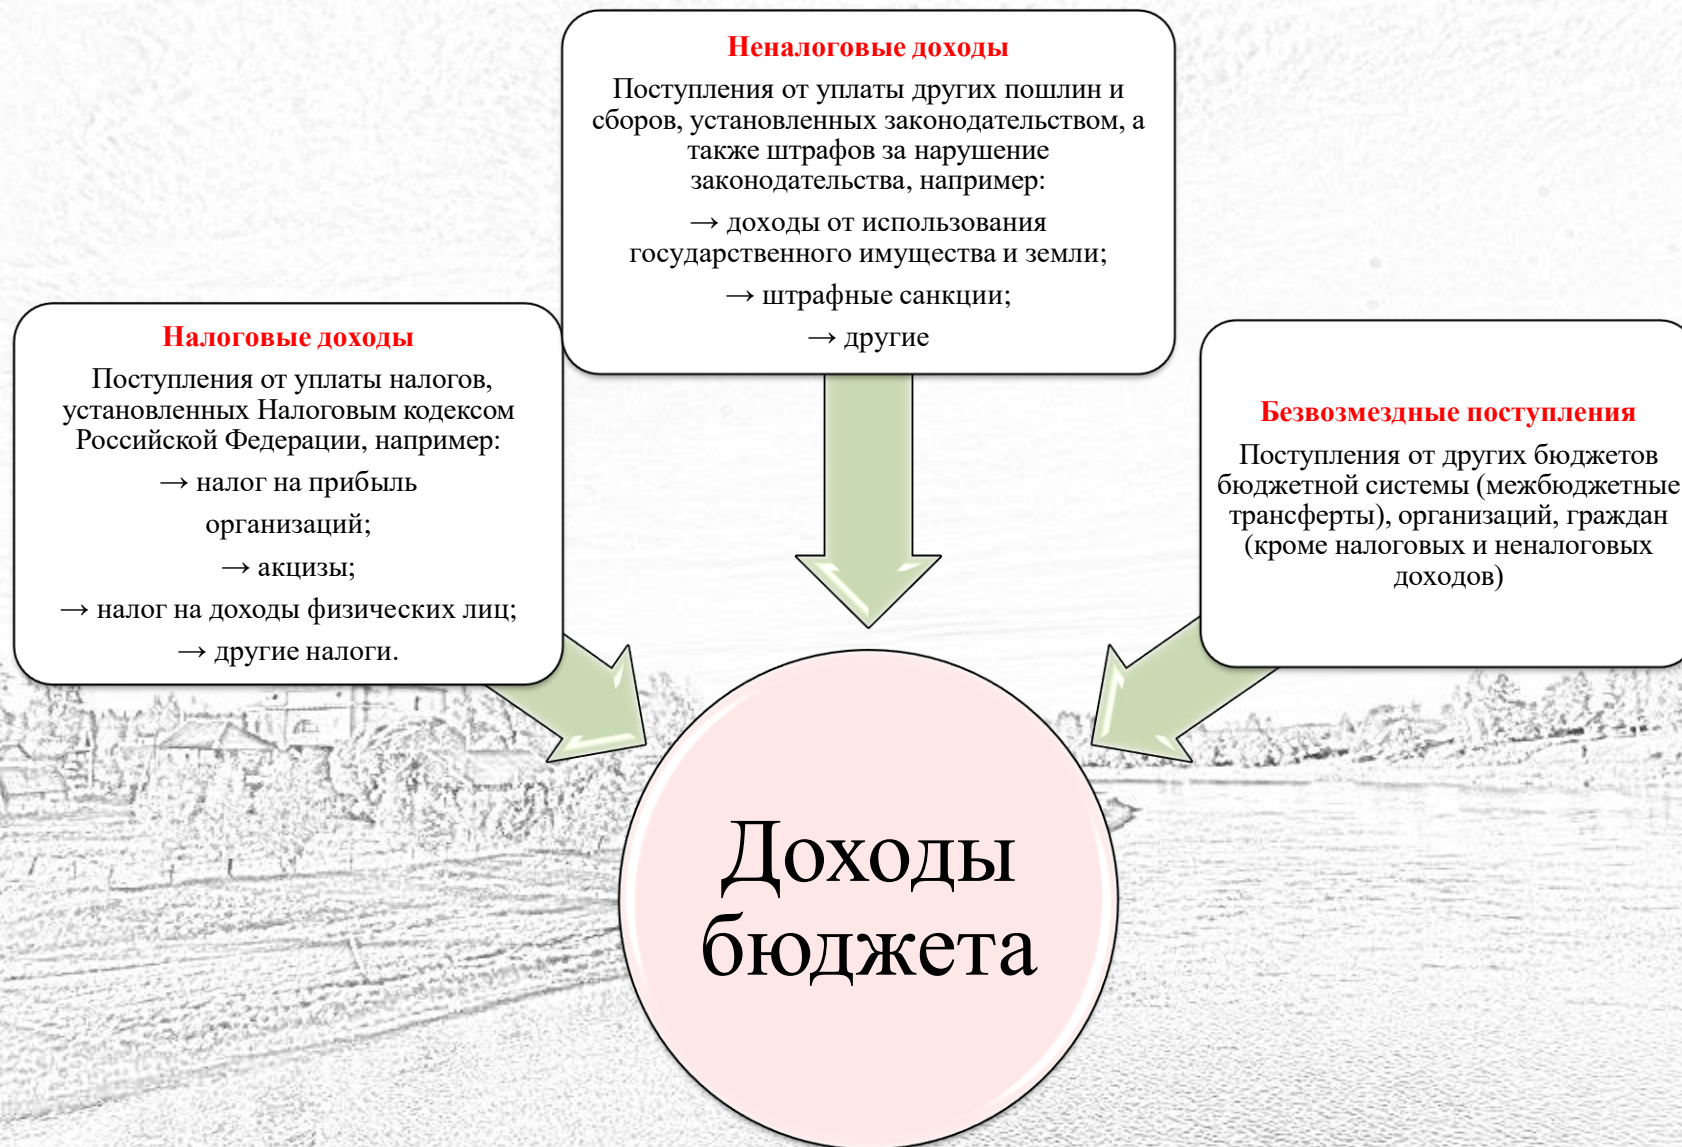 Неналоговые доходы
Поступления от уплаты других пошлин и
сборов, установленных законодательством, а
также штрафов за нарушение
законодательства, например:
→ доходы от использования
государственного имущества и земли;
→ штрафные санкции;
→ другие
Налоговые доходы
Поступления от уплаты налогов,
установленных Налоговым кодексом
Российской Федерации, например:
→ налог на прибыль
организаций;
→ акцизы;
→ налог на доходы физических лиц;
→ другие налоги.
Безвозмездные поступления
Поступления от других бюджетов
бюджетной системы (межбюджетные
трансферты), организаций, граждан
(кроме налоговых и неналоговых
доходов)
Доходы
бюджета